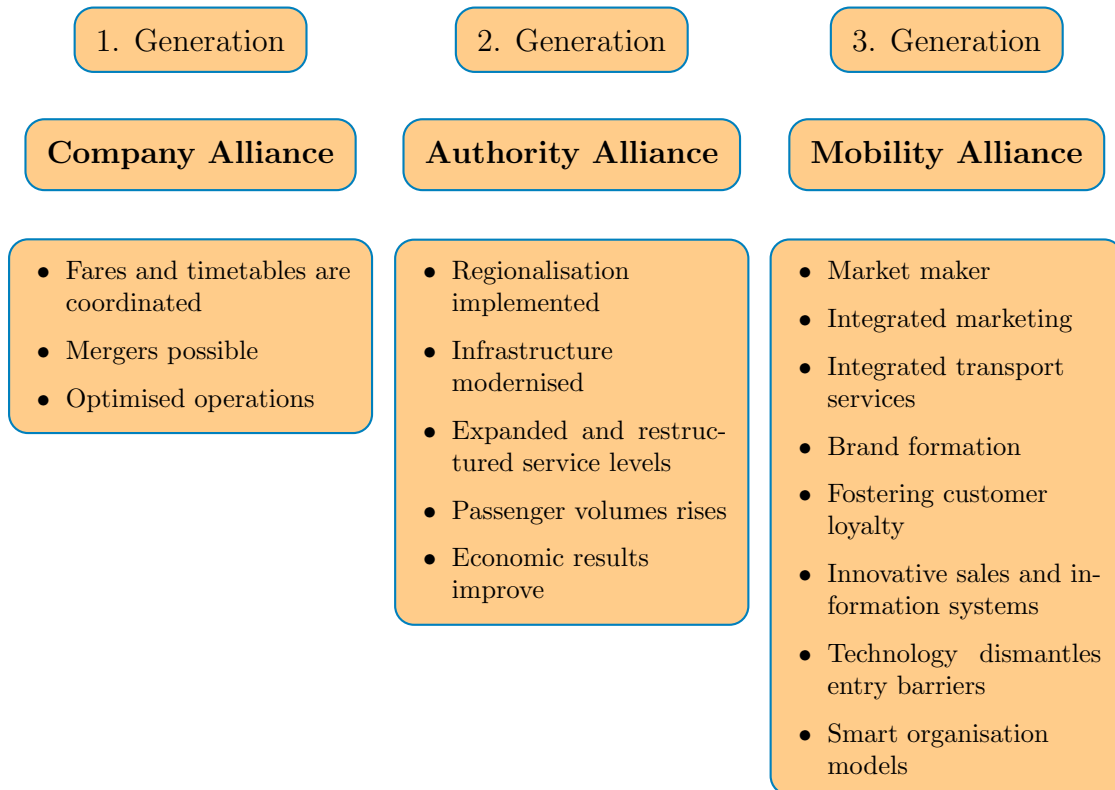 1. Generation
2. Generation
3. Generation
Company Alliance
Authority Alliance
Mobility Alliance
• Fares and timetables are
coordinated
• Mergers possible
• Optimised operations
• Regionalisation
implemented
• Infrastructure
modernised
• Expanded and restruc-
tured service levels
• Passenger volumes rises
• Economic results
improve
• Market maker
• Integrated marketing
• Integrated transport
services
• Brand formation
• Fostering customer
loyalty
• Innovative sales and in-
formation systems
• Technology dismantles
entry barriers
• Smart organisation
models